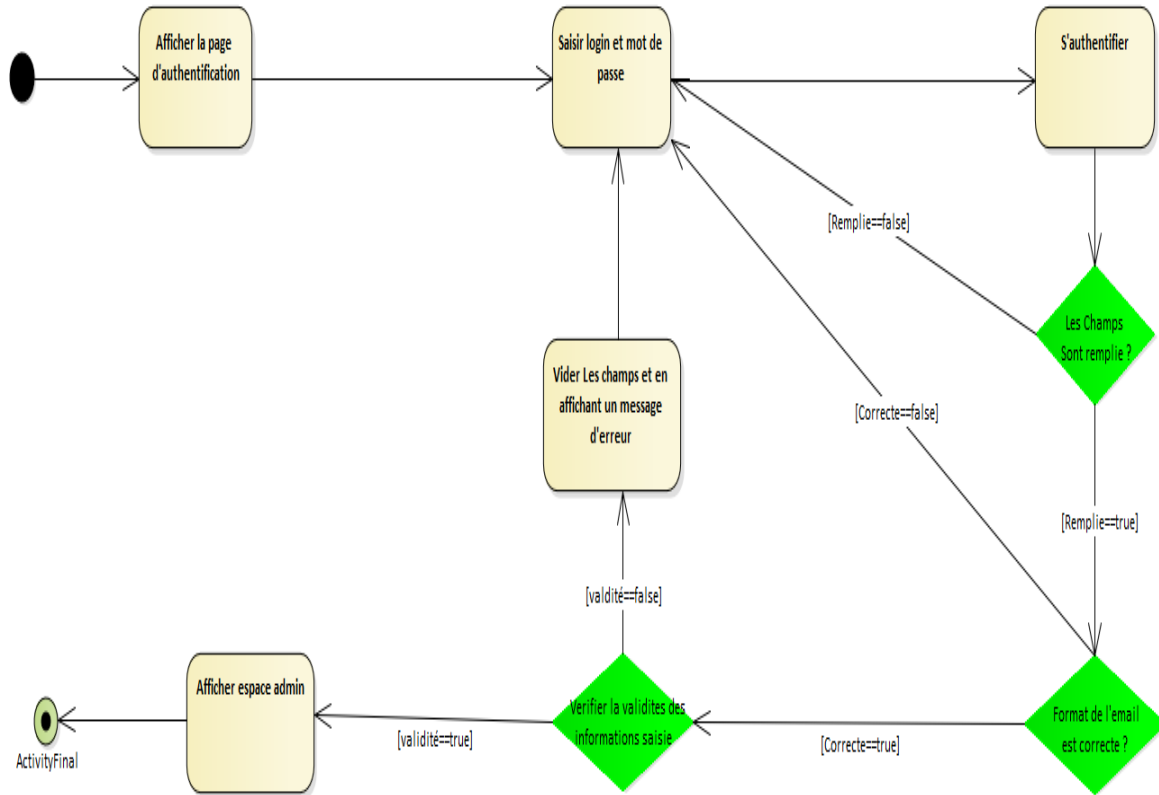 Afficher la page
d'authentification
Saisir login et mot de
passe
S'authentifier
[Remplie==false]
Les Champs
Sont remplie ?
Vider Les champs et en
affichant un message
d'erreur
[Correcte==false]
[Remplie==true]
[valdité==false]
Afficher espace admin
Verifier la validites des
informations saisie
Format de l'email
est correcte ?
[validité==true]
[Correcte==true]
ActivityFinal